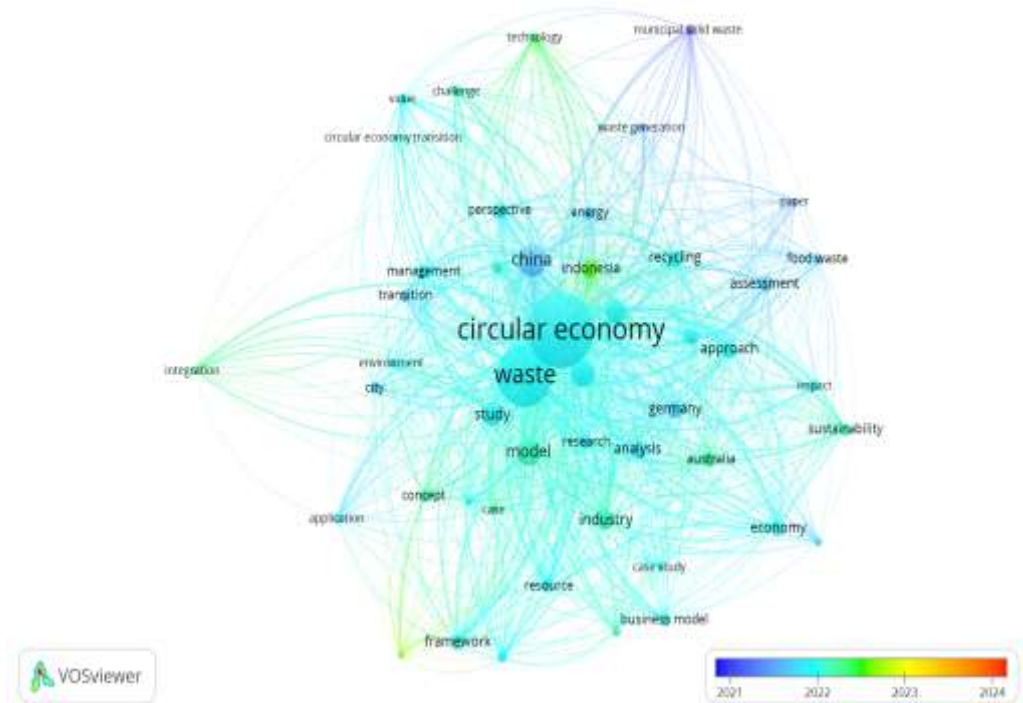 technology
municipal solid waste
value
challenge
waste generation
circular economy transition
paper
perspective
energy
china
indonesia
recycling
food waste
management
assessment
transition
circular economy
approach
environment
integration
waste
city
impact
study
germany
sustainability
research
analysis
model
australia
concept
case
application
industry
economy
case study
resource
business model
framework
VOSviewer
2021
2022
2023
2024